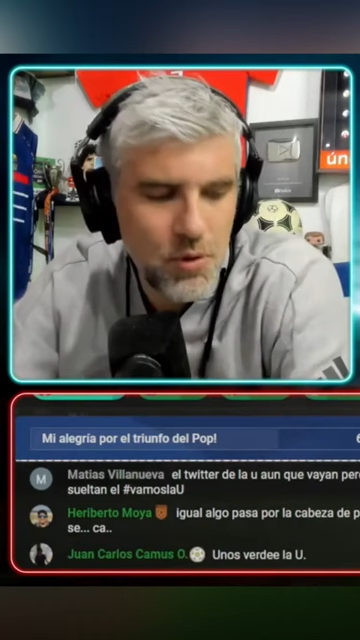 ún
Mi alegría por el triunfo del Pop!
M
Matias Villanueva el twitter de la u aun que vayan per
sueltan el #vamoslaU
Heriberto Moya igual algo pasa por la cabeza de p
se... ca..
Juan Carlos Camus O. Unos verdee la U.